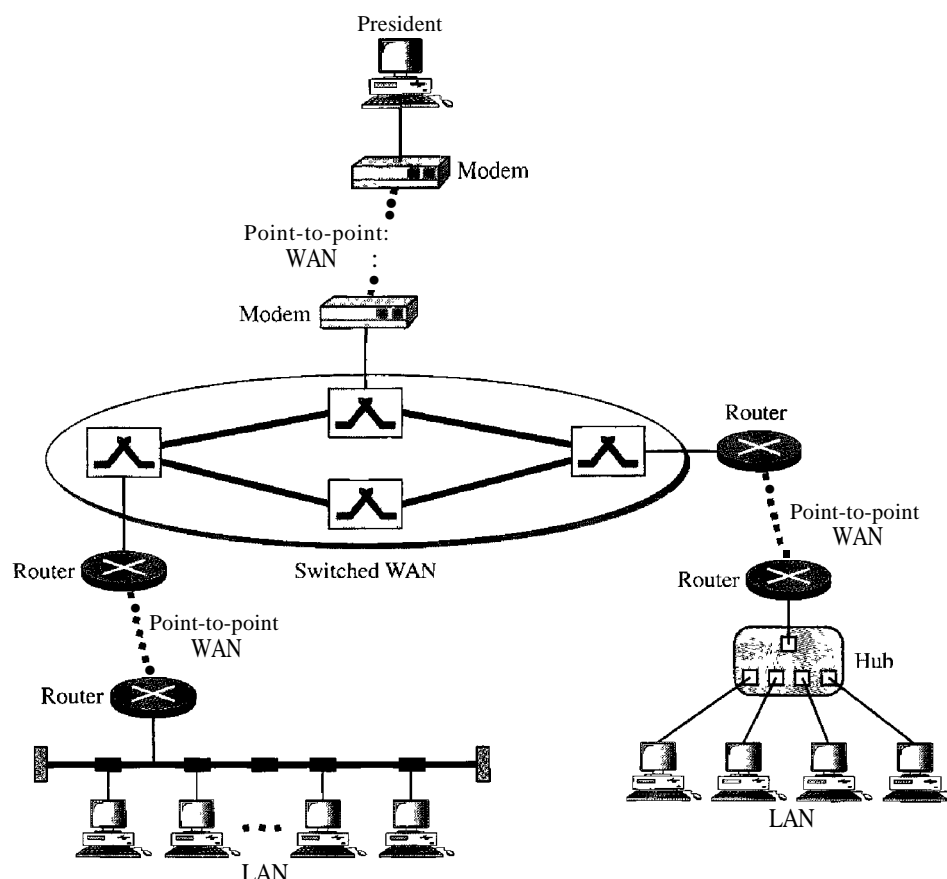 President
Modem
Point-to-point:
WAN
Modem
Router
Point-to-point
WAN
Router
Switched WAN
Router
Point-to-point
WAN
Router
Hub
LAN
LAN